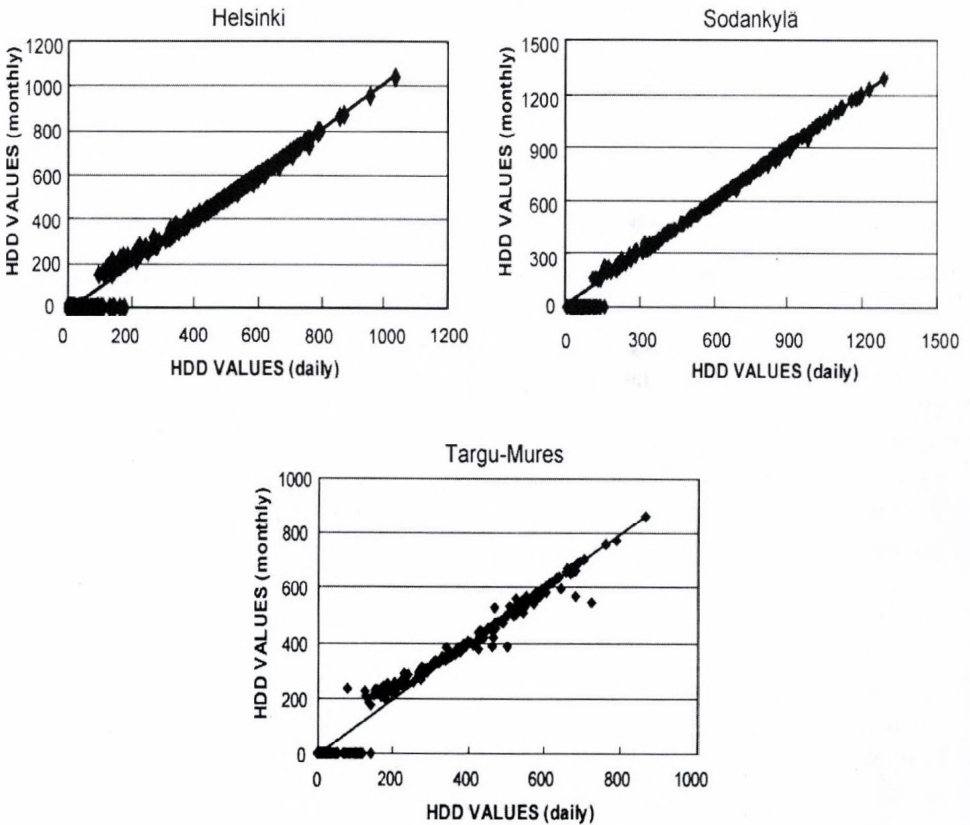 Helsinki
HDD VALUES (monthly)
1200
1000
800
600
400
200
0
0 200 400 600 800 1000 1200
HDD VALUES (daily)
Sodankylä
HDD VALUES (monthly)
1500
1200
900
600
300
0
0 300 600 900 1200 1500
HDD VALUES (daily)
Targu-Mures
HDD VALUES (monthly)
1000
800
600
400
200
0
0 200 400 600 800 1000
HDD VALUES (daily)